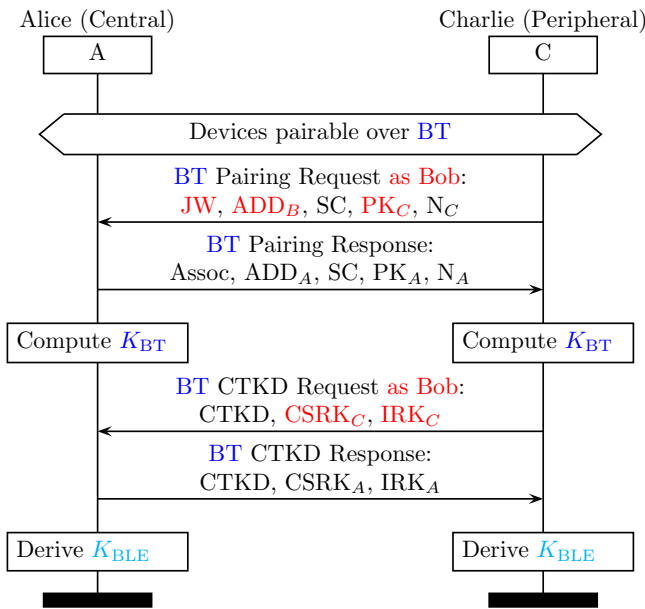 Alice (Central) Charlie (Peripheral)
A C
Devices pairable over BT
BT Pairing Request as Bob:
JW, ADD_B, SC, PK_C, N_C
BT Pairing Response:
Assoc, ADD_A, SC, PK_A, N_A
Compute K_BT Compute K_BT
BT CTKD Request as Bob:
CTKD, CSRK_C, IRK_C
BT CTKD Response:
CTKD, CSRK_A, IRK_A
Derive K_BLE Derive K_BLE